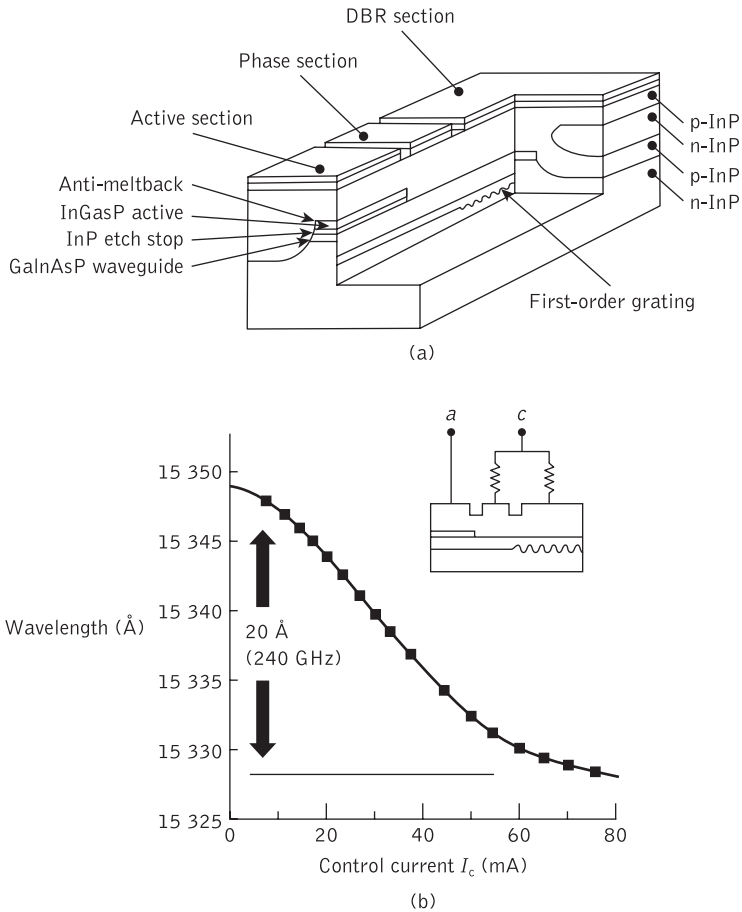 DBR section
Phase section
Active section
p-InP
n-InP
p-InP
n-InP
Anti-meltback
InGasP active
InP etch stop
GaInAsP waveguide
First-order grating
(a)
a
c
15 350
15 345
15 340
15 335
15 330
15 325
Wavelength (Å)
20 Å
(240 GHz)
0
20
40
60
80
Control current Ic (mA)
(b)